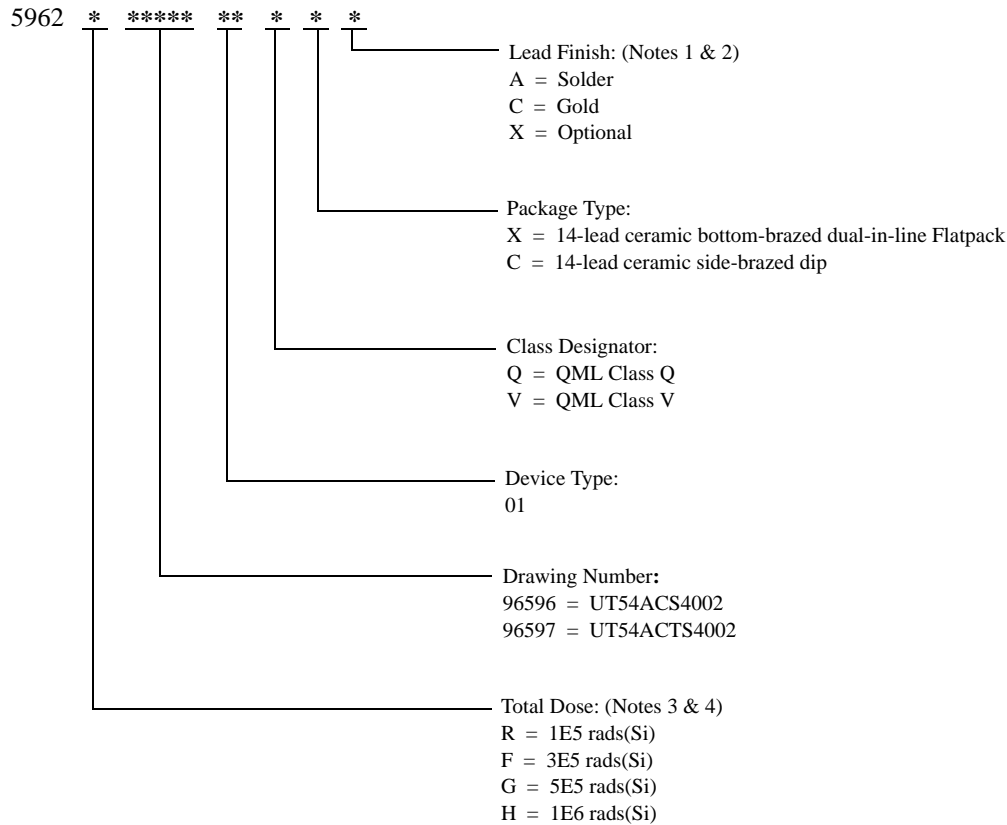 5962 * ***** ** * * *
Lead Finish: (Notes 1 & 2)
A = Solder
C = Gold
X = Optional
Package Type:
X = 14-lead ceramic bottom-brazed dual-in-line Flatpack
C = 14-lead ceramic side-brazed dip
Class Designator:
Q = QML Class Q
V = QML Class V
Device Type:
01
Drawing Number:
96596 = UT54ACS4002
96597 = UT54ACTS4002
Total Dose: (Notes 3 & 4)
R = 1E5 rads(Si)
F = 3E5 rads(Si)
G = 5E5 rads(Si)
H = 1E6 rads(Si)